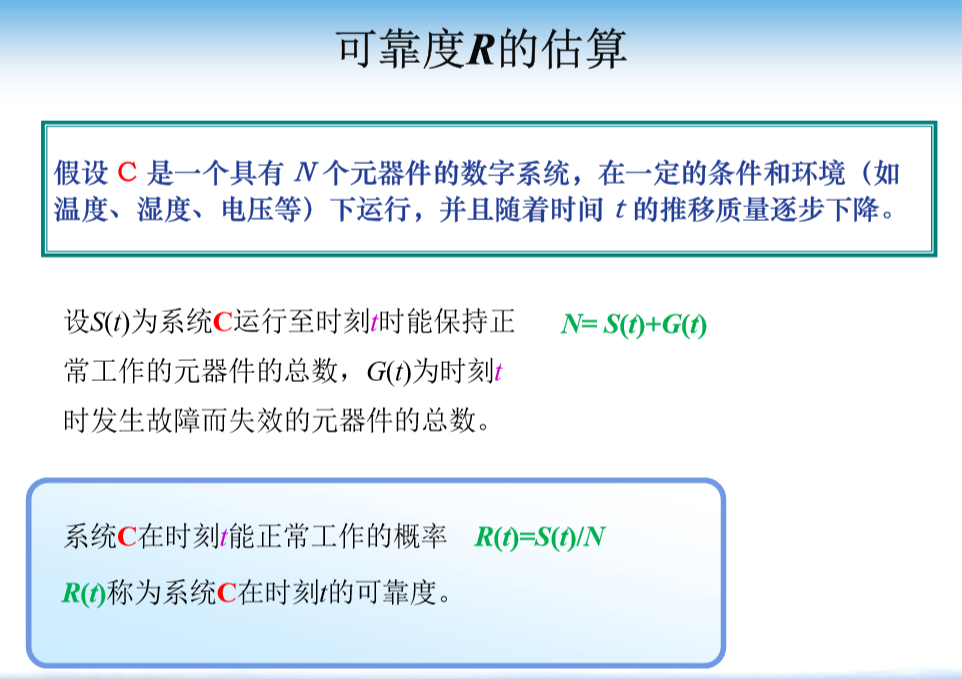 可靠度R的估算
假设 C 是一个具有 N 个元器件的数字系统，在一定的条件和环境（如
温度、湿度、电压等）下运行，并且随着时间 t 的推移质量逐步下降。
设S(t)为系统C运行至时刻t时能保持正
N= S(t)+G(t)
常工作的元器件的总数，G(t)为时刻t
时发生故障而失效的元器件的总数。
系统C在时刻t能正常工作的概率 R(t)=S(t)/N
R(t)称为系统C在时刻t的可靠度。